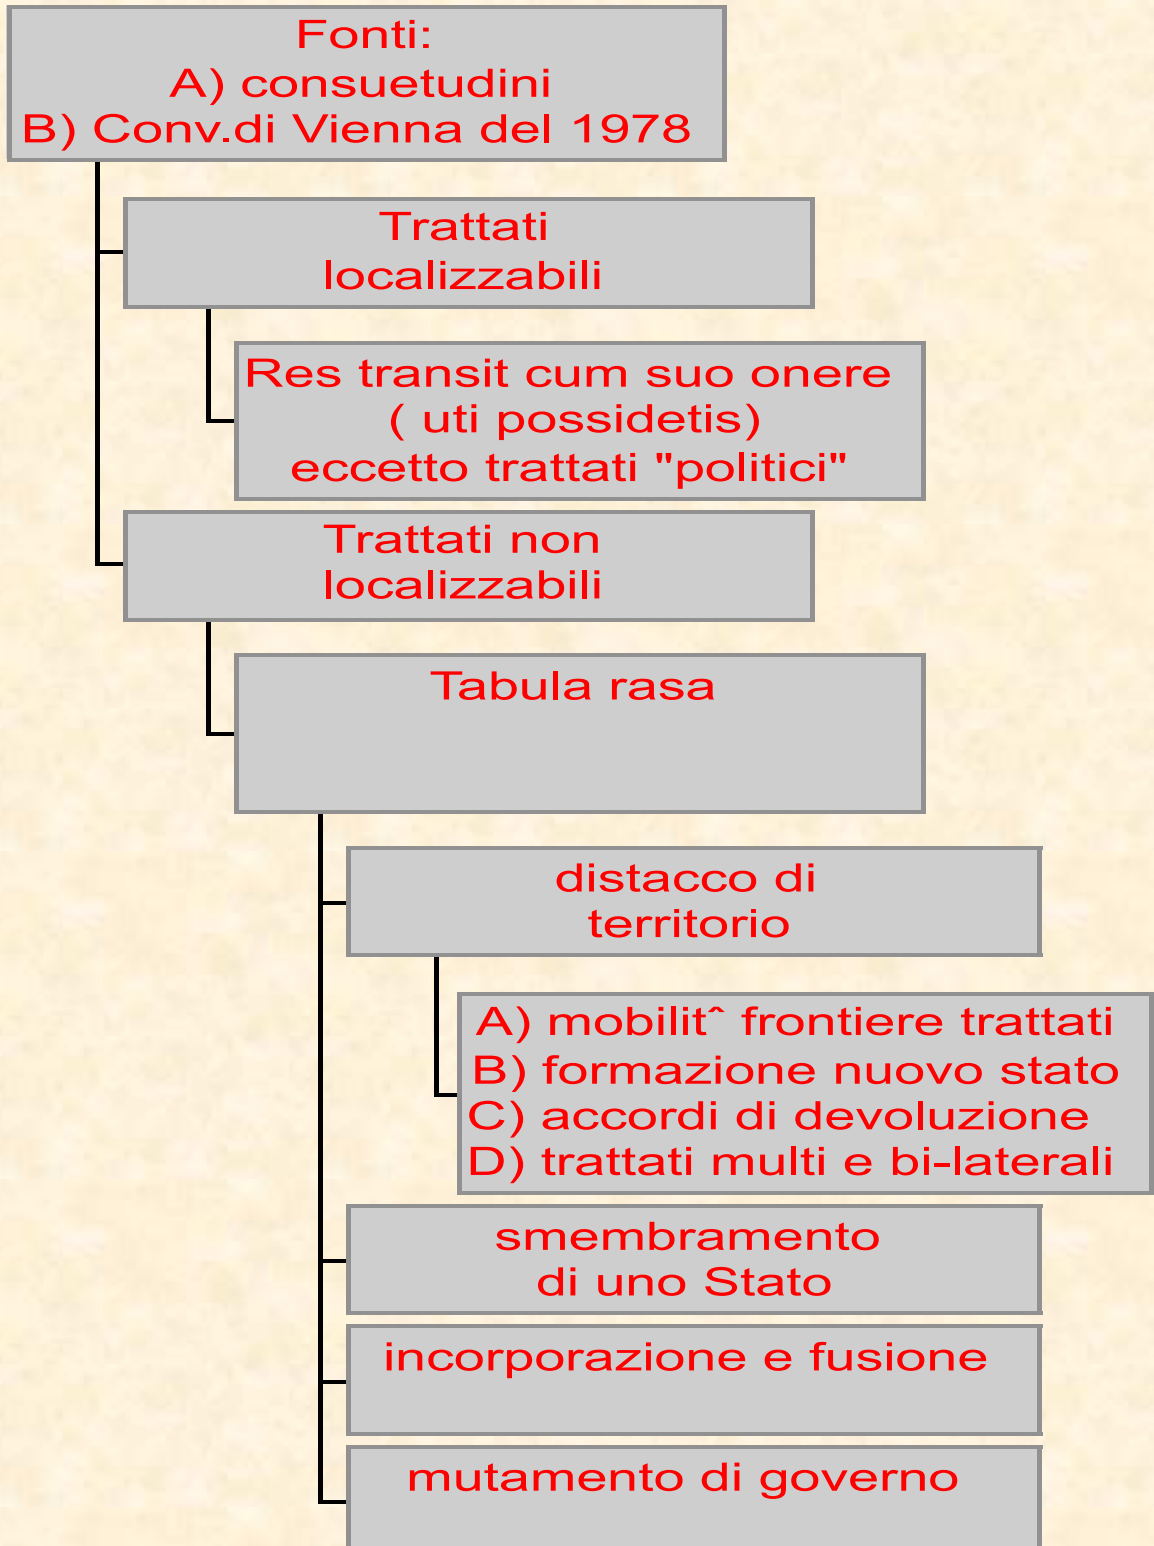 Fonti:
A) consuetudini
B) Conv.di Vienna del 1978
Trattati
localizzabili
Res transit cum suo onere
( uti possidetis)
eccetto trattati "politici"
Trattati non
localizzabili
Tabula rasa
distacco di
territorio
A) mobilitˆ frontiere trattati
B) formazione nuovo stato
C) accordi di devoluzione
D) trattati multi e bi-laterali
smembramento
di uno Stato
incorporazione e fusione
mutamento di governo